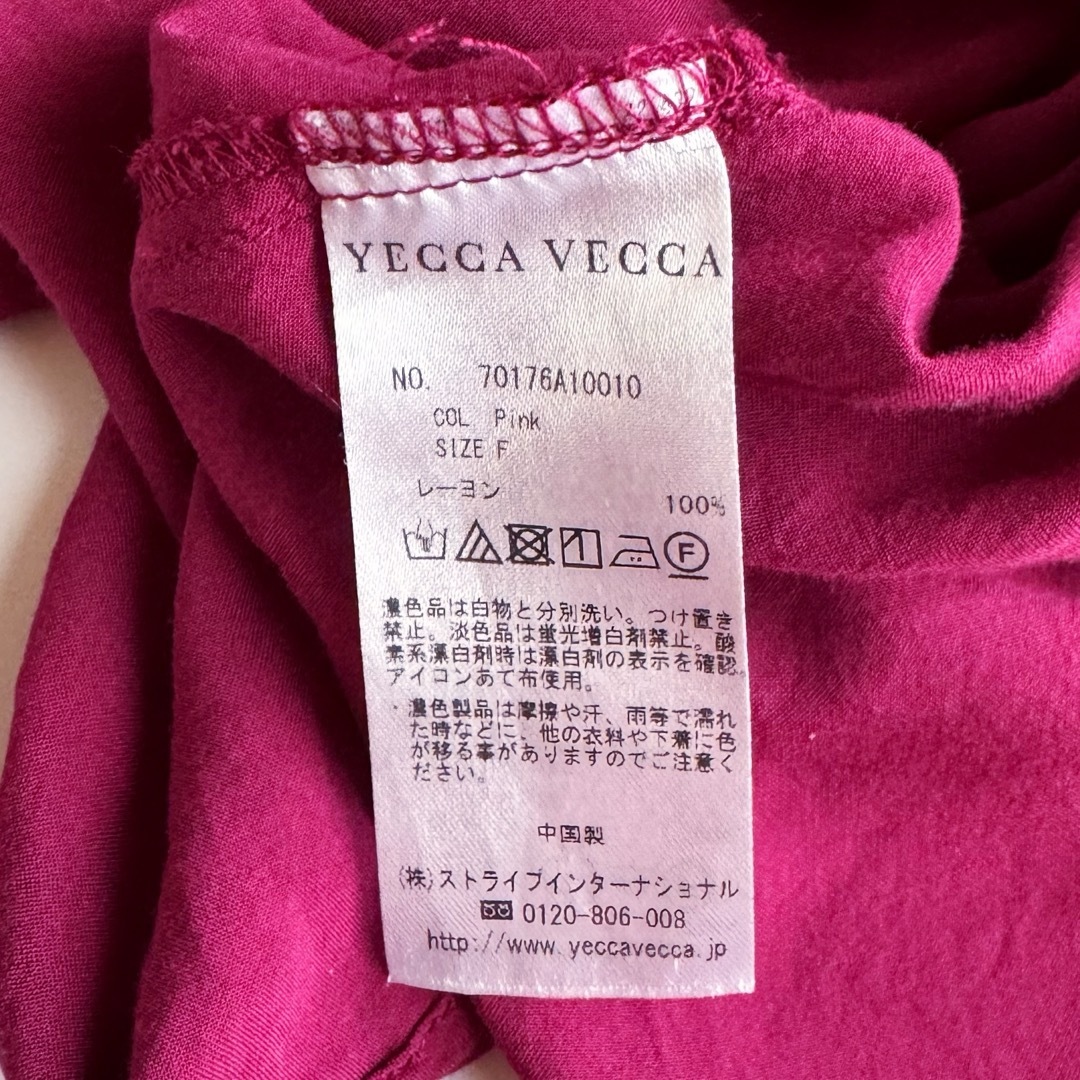 YECCA VECCA
NO. 70176A10010
COL Pink
SIZE F
レーヨン 100%
F
濃色品は白物と分別洗い。つけ置き
禁止。淡色品は蛍光増白剤禁止。酸
素系漂白剤時は漂白剤の表示を確認。
アイコンあて布使用。
・濃色製品は摩擦や汗、雨等で濡れ
た時などに、他の衣料や下着に色
が移る事がありますのでご注意く
ださい。
中国製
(株)ストライプインターナショナル
0120-806-008
http://www.yeccavecca.jp